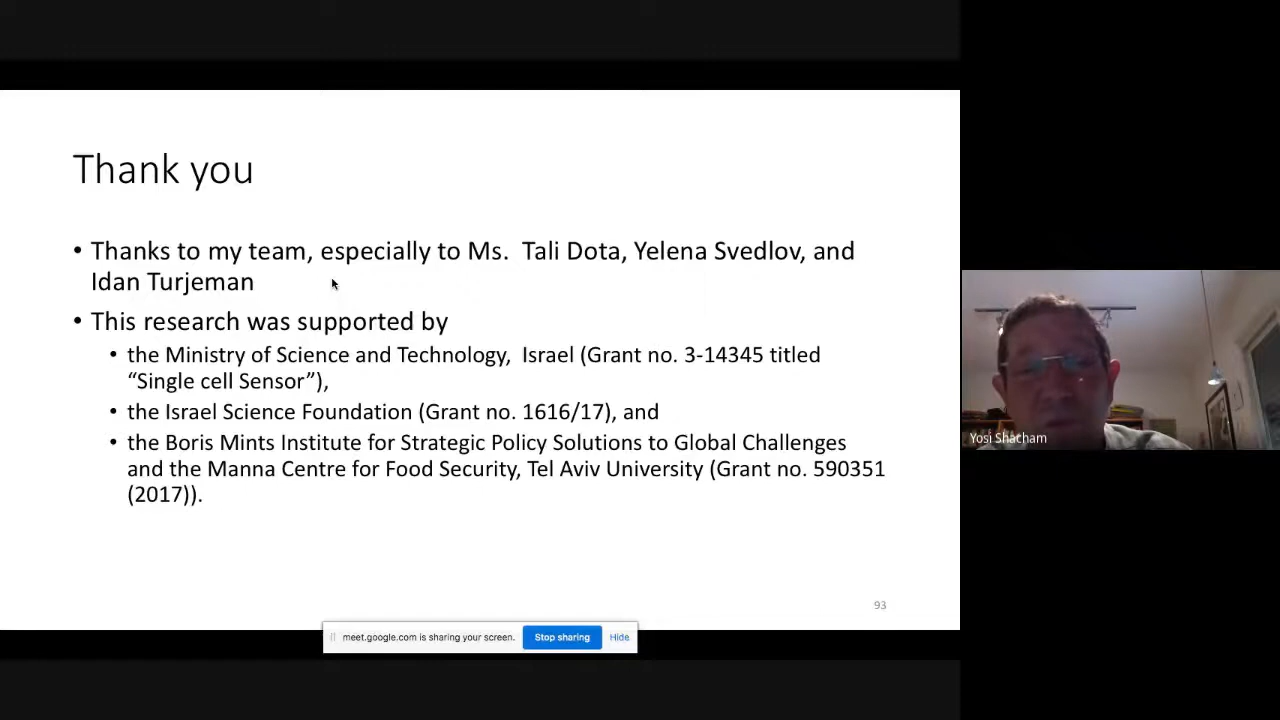 Thank you
• Thanks to my team, especially to Ms. Tali Dota, Yelena Svedlov, and
Idan Turjeman
• This research was supported by
• the Ministry of Science and Technology, Israel (Grant no. 3-14345 titled
“Single cell Sensor”),
• the Israel Science Foundation (Grant no. 1616/17), and
• the Boris Mints Institute for Strategic Policy Solutions to Global Challenges
and the Manna Centre for Food Security, Tel Aviv University (Grant no. 590351
(2017)).
93
meet.google.com is sharing your screen. Stop sharing Hide
Yosi Shacham